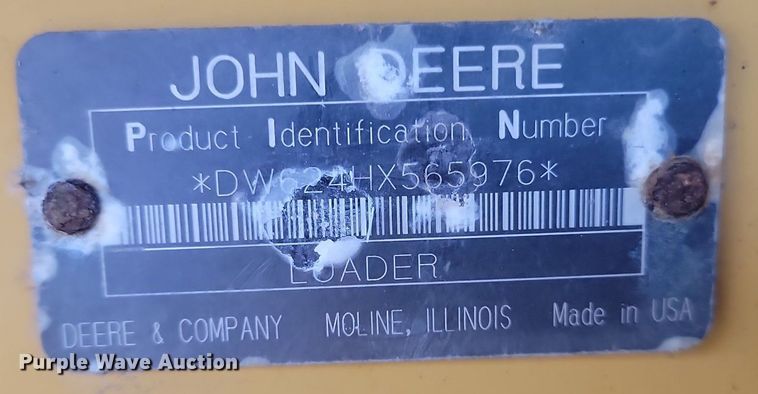 JOHN DEERE
Product Identification Number
*DW624HX565976*
LOADER
DEERE & COMPANY MOLINE, ILLINOIS Made in USA
Purple Wave Auction